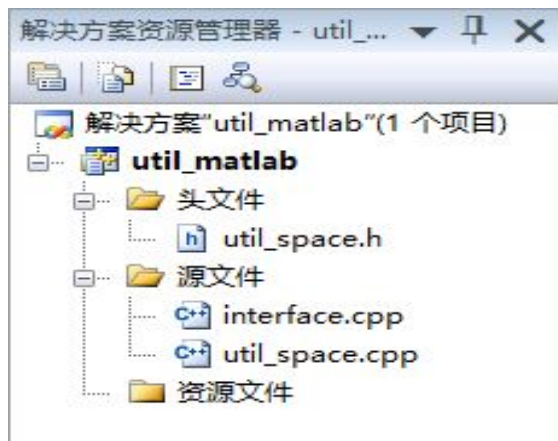 解决方案资源管理器 - util_...
解决方案"util_matlab"(1 个项目)
util_matlab
头文件
util_space.h
源文件
interface.cpp
util_space.cpp
资源文件